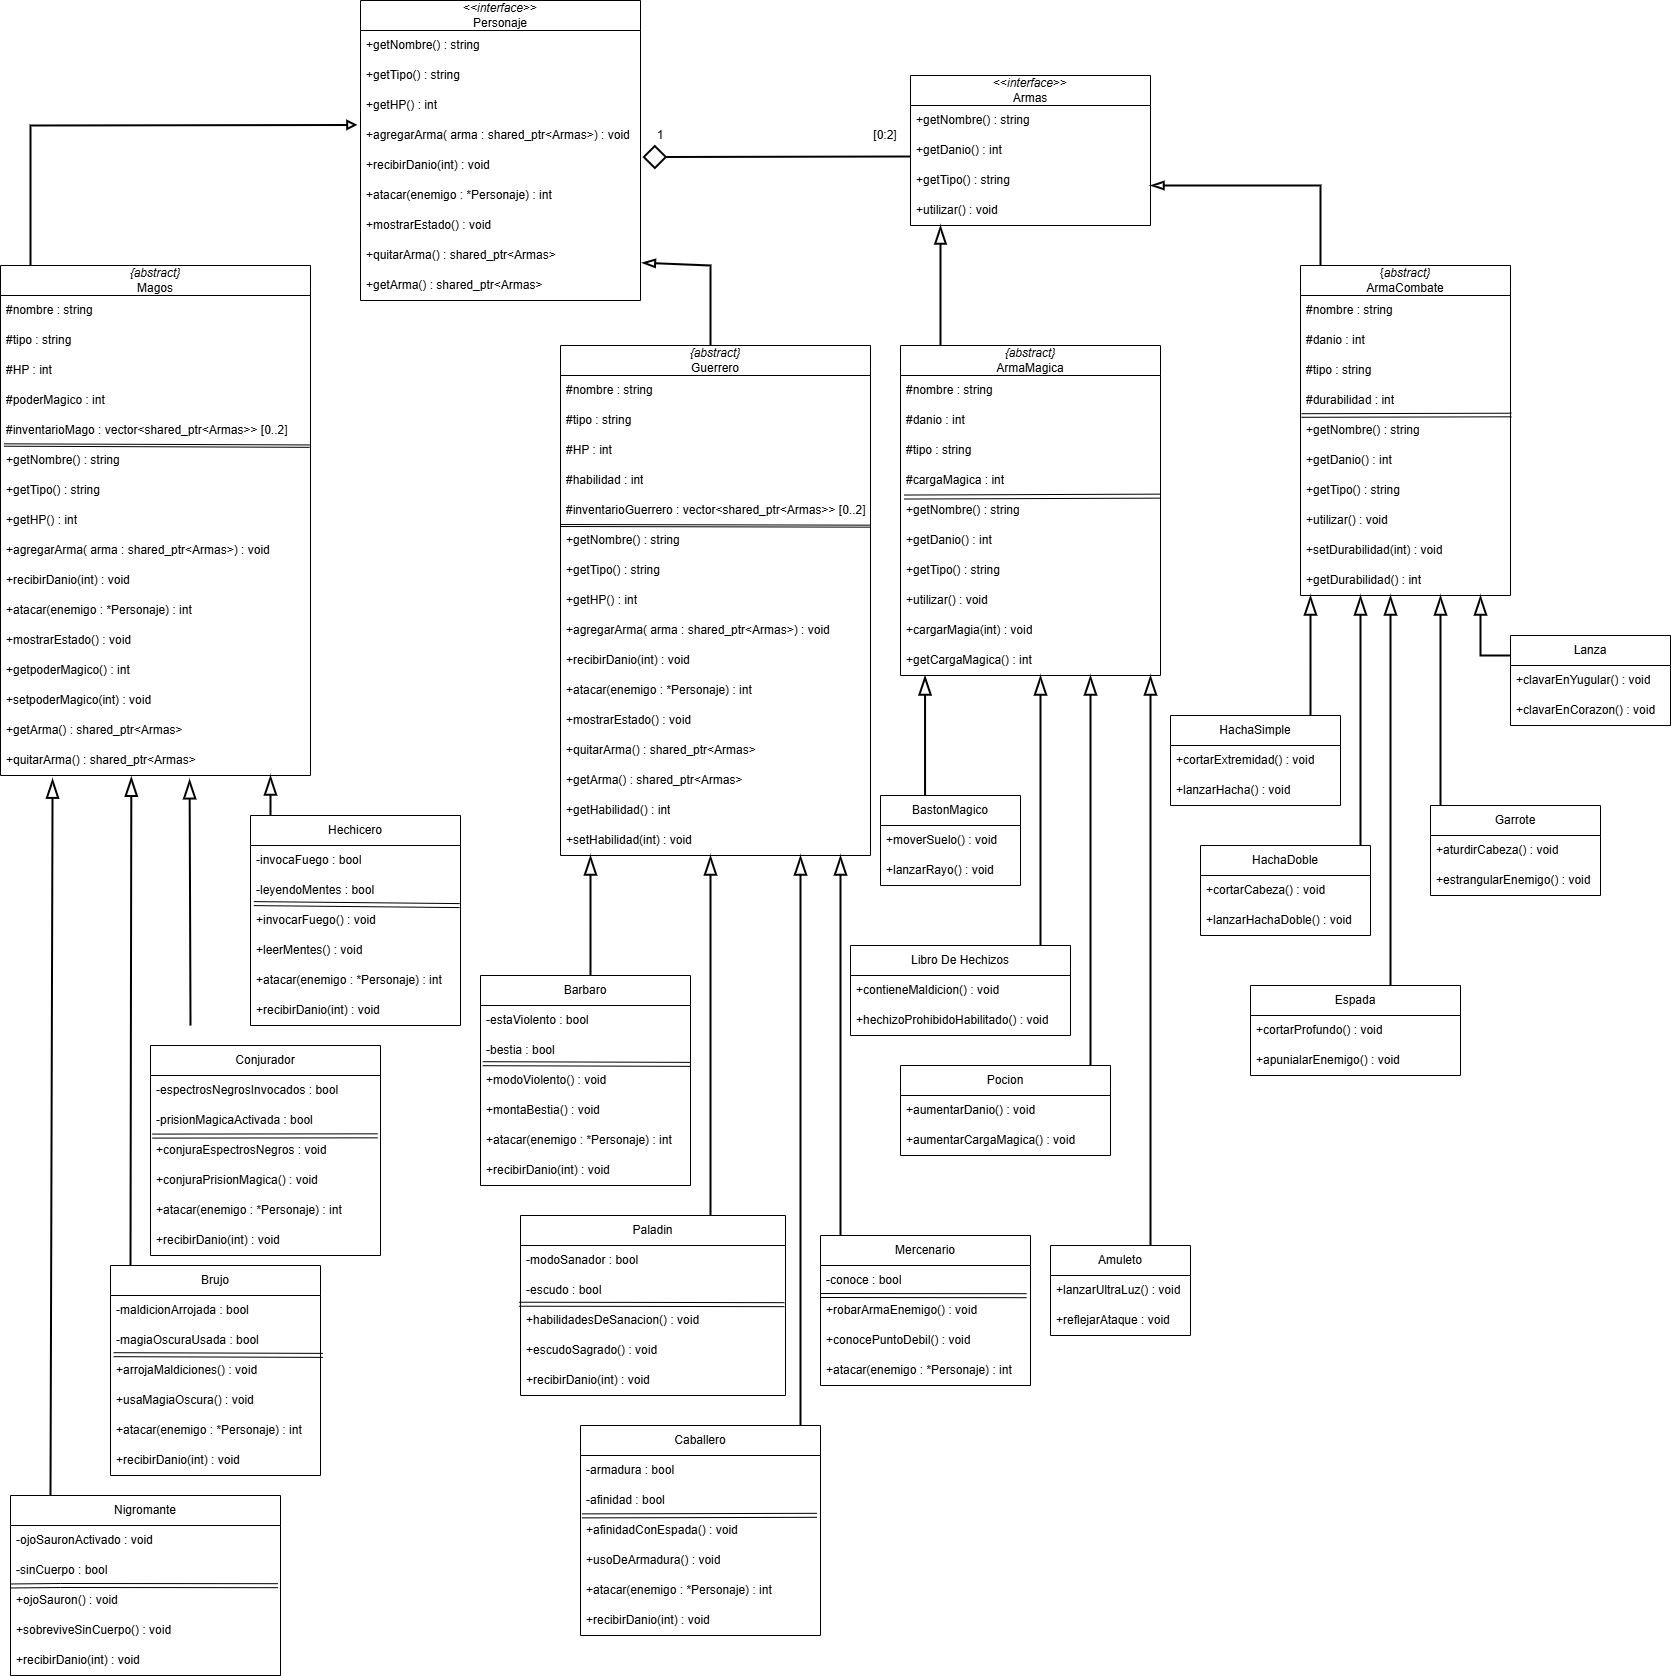 <<interface>>
Personaje
+getNombre() : string
+getTipo() : string
+getHP() : int
+agregarArma( arma : shared_ptr<Armas>) : void
+recibirDanio(int) : void
+atacar(enemigo : *Personaje) : int
+mostrarEstado() : void
+quitarArma() : shared_ptr<Armas>
+getArma() : shared_ptr<Armas>
1
[0:2]
<<interface>>
Armas
+getNombre() : string
+getDanio() : int
+getTipo() : string
+utilizar() : void
{abstract}
Magos
#nombre : string
#tipo : string
#HP : int
#poderMagico : int
#inventarioMago : vector<shared_ptr<Armas>> [0..2]
+getNombre() : string
+getTipo() : string
+getHP() : int
+agregarArma( arma : shared_ptr<Armas>) : void
+recibirDanio(int) : void
+atacar(enemigo : *Personaje) : int
+mostrarEstado() : void
+getpoderMagico() : int
+setpoderMagico(int) : void
+getArma() : shared_ptr<Armas>
+quitarArma() : shared_ptr<Armas>
{abstract}
Guerrero
#nombre : string
#tipo : string
#HP : int
#habilidad : int
#inventarioGuerrero : vector<shared_ptr<Armas>> [0..2]
+getNombre() : string
+getTipo() : string
+getHP() : int
+agregarArma( arma : shared_ptr<Armas>) : void
+recibirDanio(int) : void
+atacar(enemigo : *Personaje) : int
+mostrarEstado() : void
+quitarArma() : shared_ptr<Armas>
+getArma() : shared_ptr<Armas>
+getHabilidad() : int
+setHabilidad(int) : void
{abstract}
ArmaMagica
#nombre : string
#danio : int
#tipo : string
#cargaMagica : int
+getNombre() : string
+getDanio() : int
+getTipo() : string
+utilizar() : void
+cargarMagia(int) : void
+getCargaMagica() : int
{abstract}
ArmaCombate
#nombre : string
#danio : int
#tipo : string
#durabilidad : int
+getNombre() : string
+getDanio() : int
+getTipo() : string
+utilizar() : void
+setDurabilidad(int) : void
+getDurabilidad() : int
Lanza
+clavarEnYugular() : void
+clavarEnCorazon() : void
HachaSimple
+cortarExtremidad() : void
+lanzarHacha() : void
Garrote
+aturdirCabeza() : void
+estrangularEnemigo() : void
HachaDoble
+cortarCabeza() : void
+lanzarHachaDoble() : void
Espada
+cortarProfundo() : void
+apunialarEnemigo() : void
BastonMagico
+moverSuelo() : void
+lanzarRayo() : void
Libro De Hechizos
+contieneMaldicion() : void
+hechizoProhibidoHabilitado() : void
Pocion
+aumentarDanio() : void
+aumentarCargaMagica() : void
Amuleto
+lanzarUltraLuz() : void
+reflejarAtaque : void
Hechicero
-invocaFuego : bool
-leyendoMentes : bool
+invocarFuego() : void
+leerMentes() : void
+atacar(enemigo : *Personaje) : int
+recibirDanio(int) : void
Conjurador
-espectrosNegrosInvocados : bool
-prisionMagicaActivada : bool
+conjuraEspectrosNegros : void
+conjuraPrisionMagica() : void
+atacar(enemigo : *Personaje) : int
+recibirDanio(int) : void
Brujo
-maldicionArrojada : bool
-magiaOscuraUsada : bool
+arrojaMaldiciones() : void
+usaMagiaOscura() : void
+atacar(enemigo : *Personaje) : int
+recibirDanio(int) : void
Nigromante
-ojoSauronActivado : void
-sinCuerpo : bool
+ojoSauron() : void
+sobreviveSinCuerpo() : void
+recibirDanio(int) : void
Barbaro
-estaViolento : bool
-bestia : bool
+modoViolento() : void
+montaBestia() : void
+atacar(enemigo : *Personaje) : int
+recibirDanio(int) : void
Paladin
-modoSanador : bool
-escudo : bool
+habilidadesDeSanacion() : void
+escudoSagrado() : void
+recibirDanio(int) : void
Mercenario
-conoce : bool
+robarArmaEnemigo() : void
+conocePuntoDebil() : void
+atacar(enemigo : *Personaje) : int
Caballero
-armadura : bool
-afinidad : bool
+afinidadConEspada() : void
+usoDeArmadura() : void
+atacar(enemigo : *Personaje) : int
+recibirDanio(int) : void